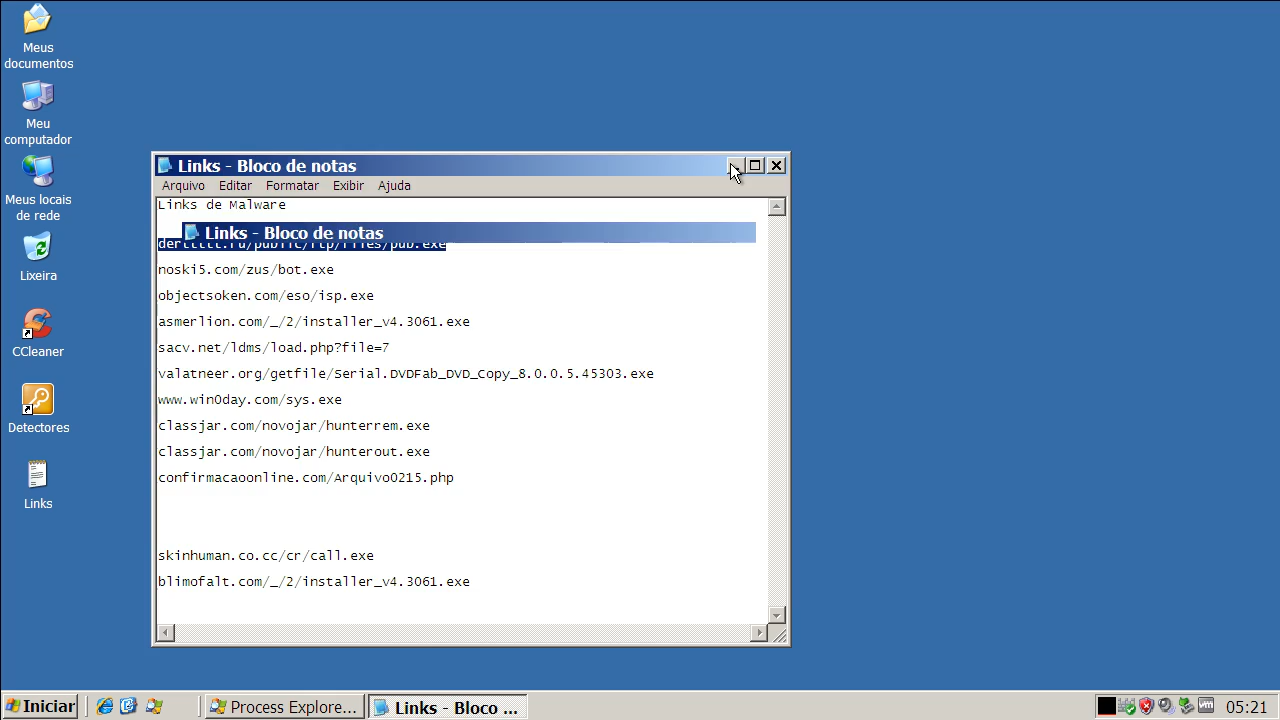 Meus
documentos
Meu
computador
Meus locais
de rede
Lixeira
CCleaner
Detectores
Links
Links - Bloco de notas
Arquivo Editar Formatar Exibir Ajuda
Links de Malware
Links - Bloco de notas
noski5.com/zus/bot.exe
objectsoken.com/eso/isp.exe
asmerlion.com/_/2/installer_v4.3061.exe
sacv.net/ldms/load.php?file=7
valatneer.org/getfile/Serial.DVDFab_DVD_Copy_8.0.0.5.45303.exe
www.win0day.com/sys.exe
classjar.com/novojar/hunterrem.exe
classjar.com/novojar/hunterout.exe
confirmacaoonline.com/Arquivo0215.php
skinhuman.co.cc/cr/call.exe
blimofalt.com/_/2/installer_v4.3061.exe
Iniciar
Process Explore...
Links - Bloco ...
05:21